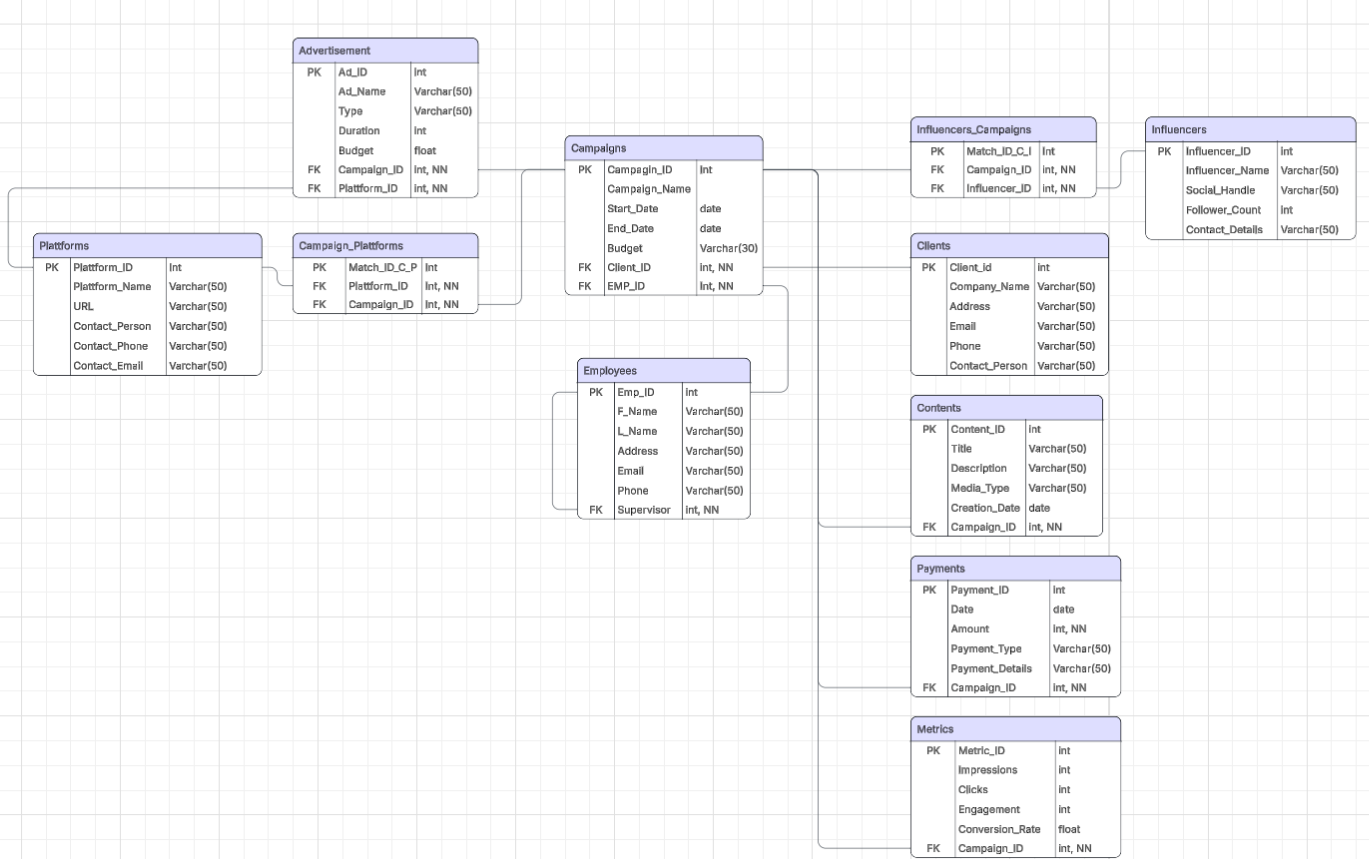 Advertisement
PK Ad_ID Int
Ad_Name Varchar(50)
Type Varchar(50)
Duration Int
Budget float
FK Campaign_ID Int, NN
FK Plattform_ID int, NN
Plattforms
PK Plattform_ID Int
Plattform_Name Varchar(50)
URL Varchar(50)
Contact_Person Varchar(50)
Contact_Phone Varchar(50)
Contact_Email Varchar(50)
Campaign_Plattforms
PK Match_ID_C_P Int
FK Plattform_ID Int, NN
FK Campaign_ID Int, NN
Campaigns
PK Campagin_ID Int
Campaign_Name
Start_Date date
End_Date date
Budget Varchar(30)
FK Client_ID int, NN
FK EMP_ID Int, NN
Employees
PK Emp_ID int
F_Name Varchar(50)
L_Name Varchar(50)
Address Varchar(50)
Email Varchar(50)
Phone Varchar(50)
FK Supervisor int, NN
Influencers_Campaigns
PK Match_ID_C_I Int
FK Campaign_ID int, NN
FK Influencer_ID int, NN
Influencers
PK Influencer_ID int
Influencer_Name Varchar(50)
Social_Handle Varchar(50)
Follower_Count int
Contact_Details Varchar(50)
Clients
PK Client_id int
Company_Name Varchar(50)
Address Varchar(50)
Email Varchar(50)
Phone Varchar(50)
Contact_Person Varchar(50)
Contents
PK Content_ID int
Title Varchar(50)
Description Varchar(50)
Media_Type Varchar(50)
Creation_Date date
FK Campaign_ID int, NN
Payments
PK Payment_ID Int
Date date
Amount int, NN
Payment_Type Varchar(50)
Payment_Details Varchar(50)
FK Campaign_ID int, NN
Metrics
PK Metric_ID int
Impressions int
Clicks int
Engagement int
Conversion_Rate float
FK Campaign_ID int, NN